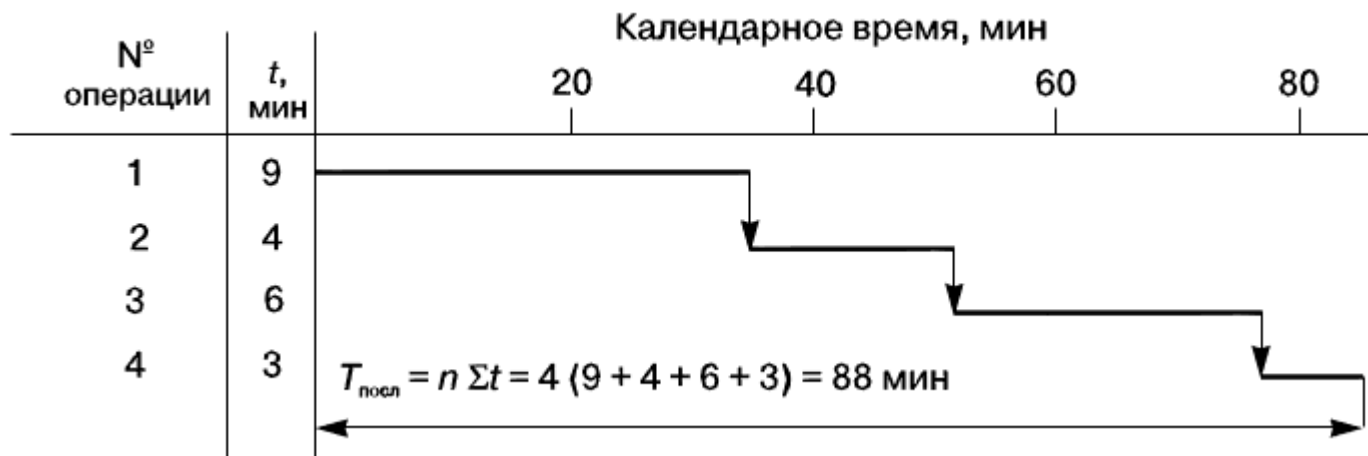 Календарное время, мин
№ операции
t, мин
20 40 60 80
1 9
2 4
3 6
4 3
Tпосл = n Σt = 4 (9 + 4 + 6 + 3) = 88 мин